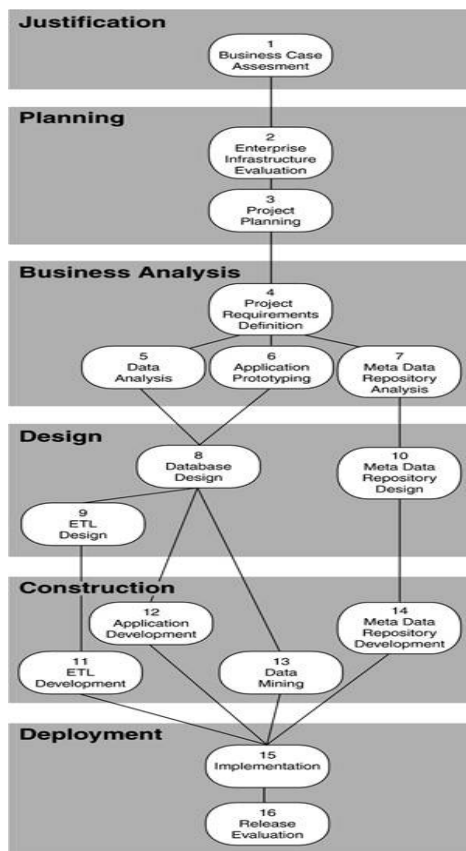 Justification
1
Business Case
Assesment
Planning
2
Enterprise
Infrastructure
Evaluation
3
Project
Planning
Business Analysis
4
Project
Requirements
Definition
5
Data
Analysis
6
Application
Prototyping
7
Meta Data
Repository
Analysis
Design
8
Database
Design
9
ETL
Design
10
Meta Data
Repository
Design
Construction
11
ETL
Development
12
Application
Development
13
Data
Mining
14
Meta Data
Repository
Development
Deployment
15
Implementation
16
Release
Evaluation